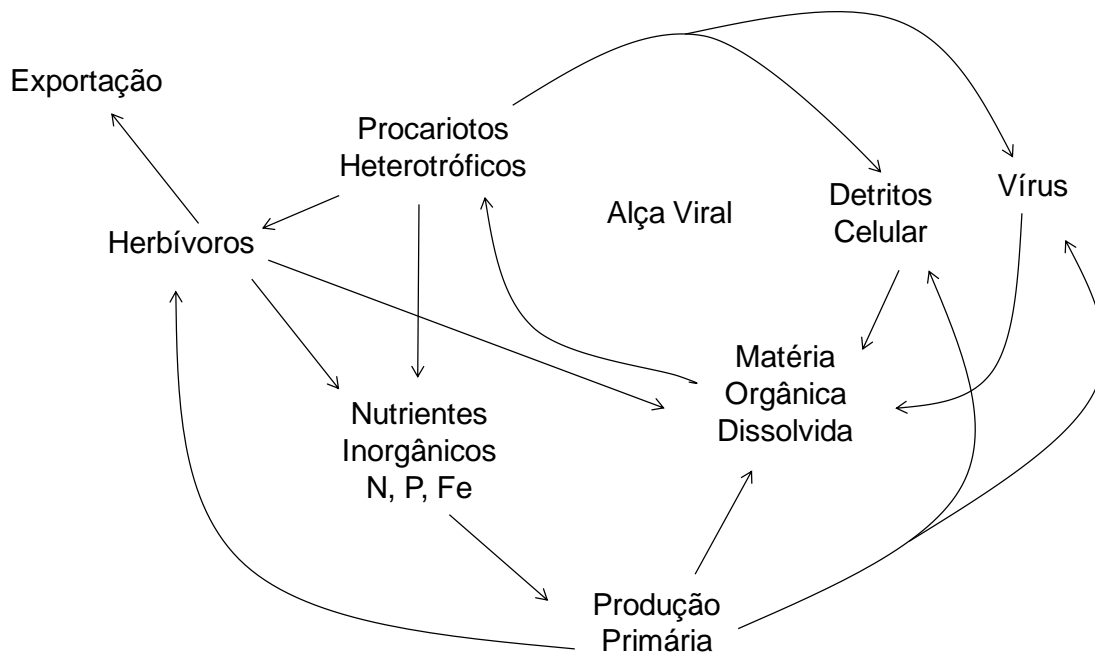 Exportação
Procariotos
Heterotróficos
Alça Viral
Detritos
Celular
Vírus
Herbívoros
Matéria
Orgânica
Dissolvida
Nutrientes
Inorgânicos
N, P, Fe
Produção
Primária